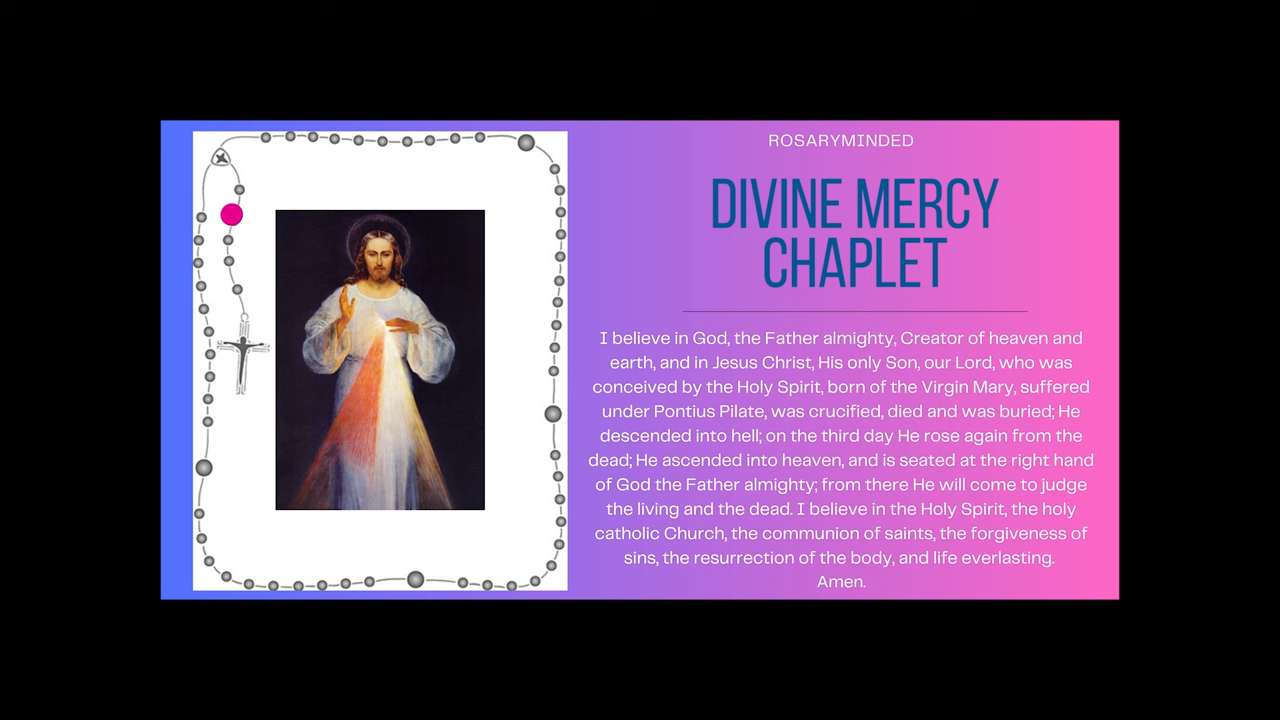 ROSARYMINDED
DIVINE MERCY
CHAPLET
I believe in God, the Father almighty, Creator of heaven and
earth, and in Jesus Christ, His only Son, our Lord, who was
conceived by the Holy Spirit, born of the Virgin Mary, suffered
under Pontius Pilate, was crucified, died and was buried; He
descended into hell; on the third day He rose again from the
dead; He ascended into heaven, and is seated at the right hand
of God the Father almighty; from there He will come to judge
the living and the dead. I believe in the Holy Spirit, the holy
catholic Church, the communion of saints, the forgiveness of
sins, the resurrection of the body, and life everlasting.
Amen.